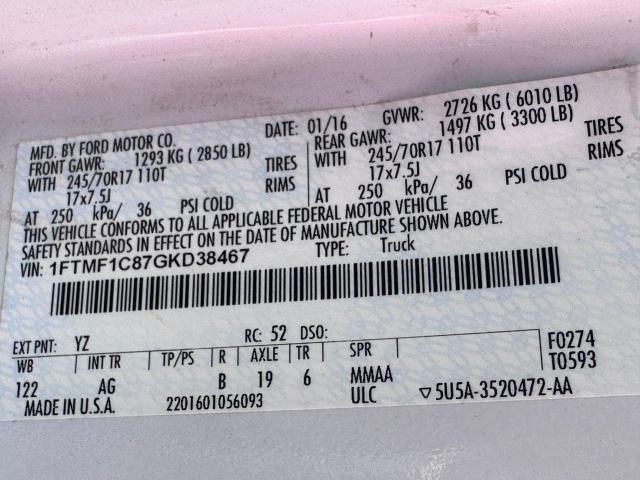 MFD. BY FORD MOTOR CO. DATE: 01/16 GVWR: 2726 KG ( 6010 LB)
FRONT GAWR: 1293 KG ( 2850 LB) REAR GAWR: 1497 KG ( 3300 LB)
WITH 245/70R17 110T TIRES 245/70R17 110T TIRES
17x7.5J RIMS 17x7.5J RIMS
AT 250 kPa/ 36 PSI COLD AT 250 kPa/ 36 PSI COLD
THIS VEHICLE CONFORMS TO ALL APPLICABLE FEDERAL MOTOR VEHICLE
SAFETY STANDARDS IN EFFECT ON THE DATE OF MANUFACTURE SHOWN ABOVE.
VIN: 1FTMF1C87GKD38467 TYPE: Truck
EXT PNT: YZ RC: 52 DSO: F0274
WB INT TR TP/PS R AXLE TR SPR T0593
122 AG B 19 6 MMAA
MADE IN U.S.A. 2201601056093 ULC ▽5U5A-3520472-AA